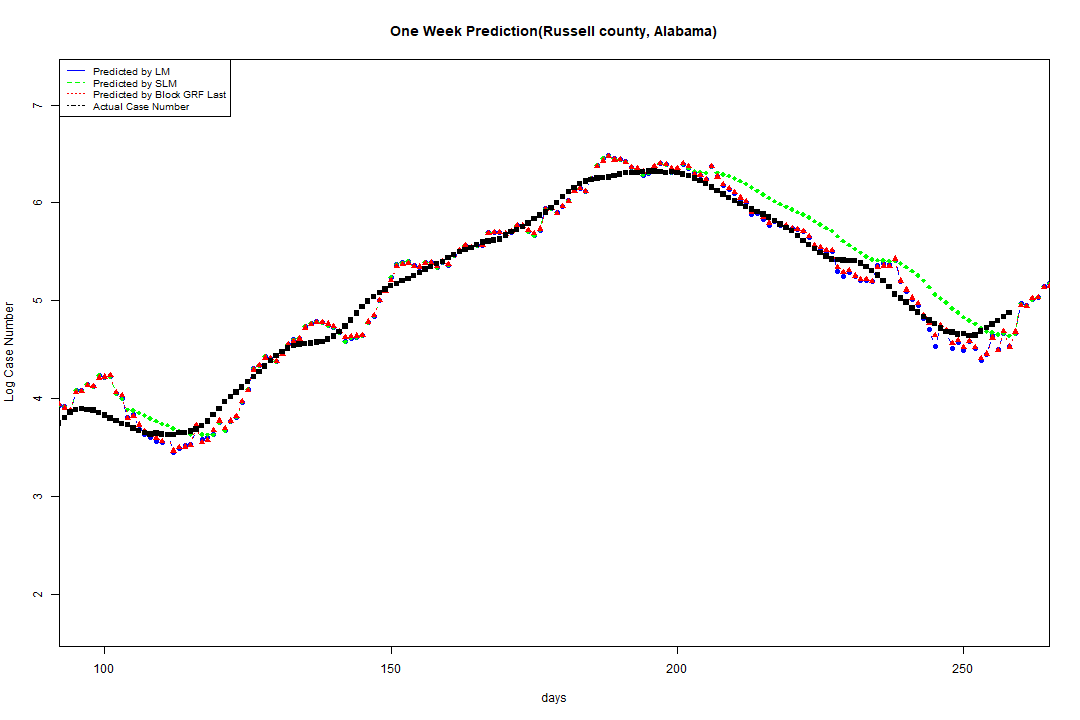 One Week Prediction(Russell county, Alabama)
Predicted by LM
Predicted by SLM
Predicted by Block GRF Last
Actual Case Number
Log Case Number
7
6
5
4
3
2
100 150 200 250
days